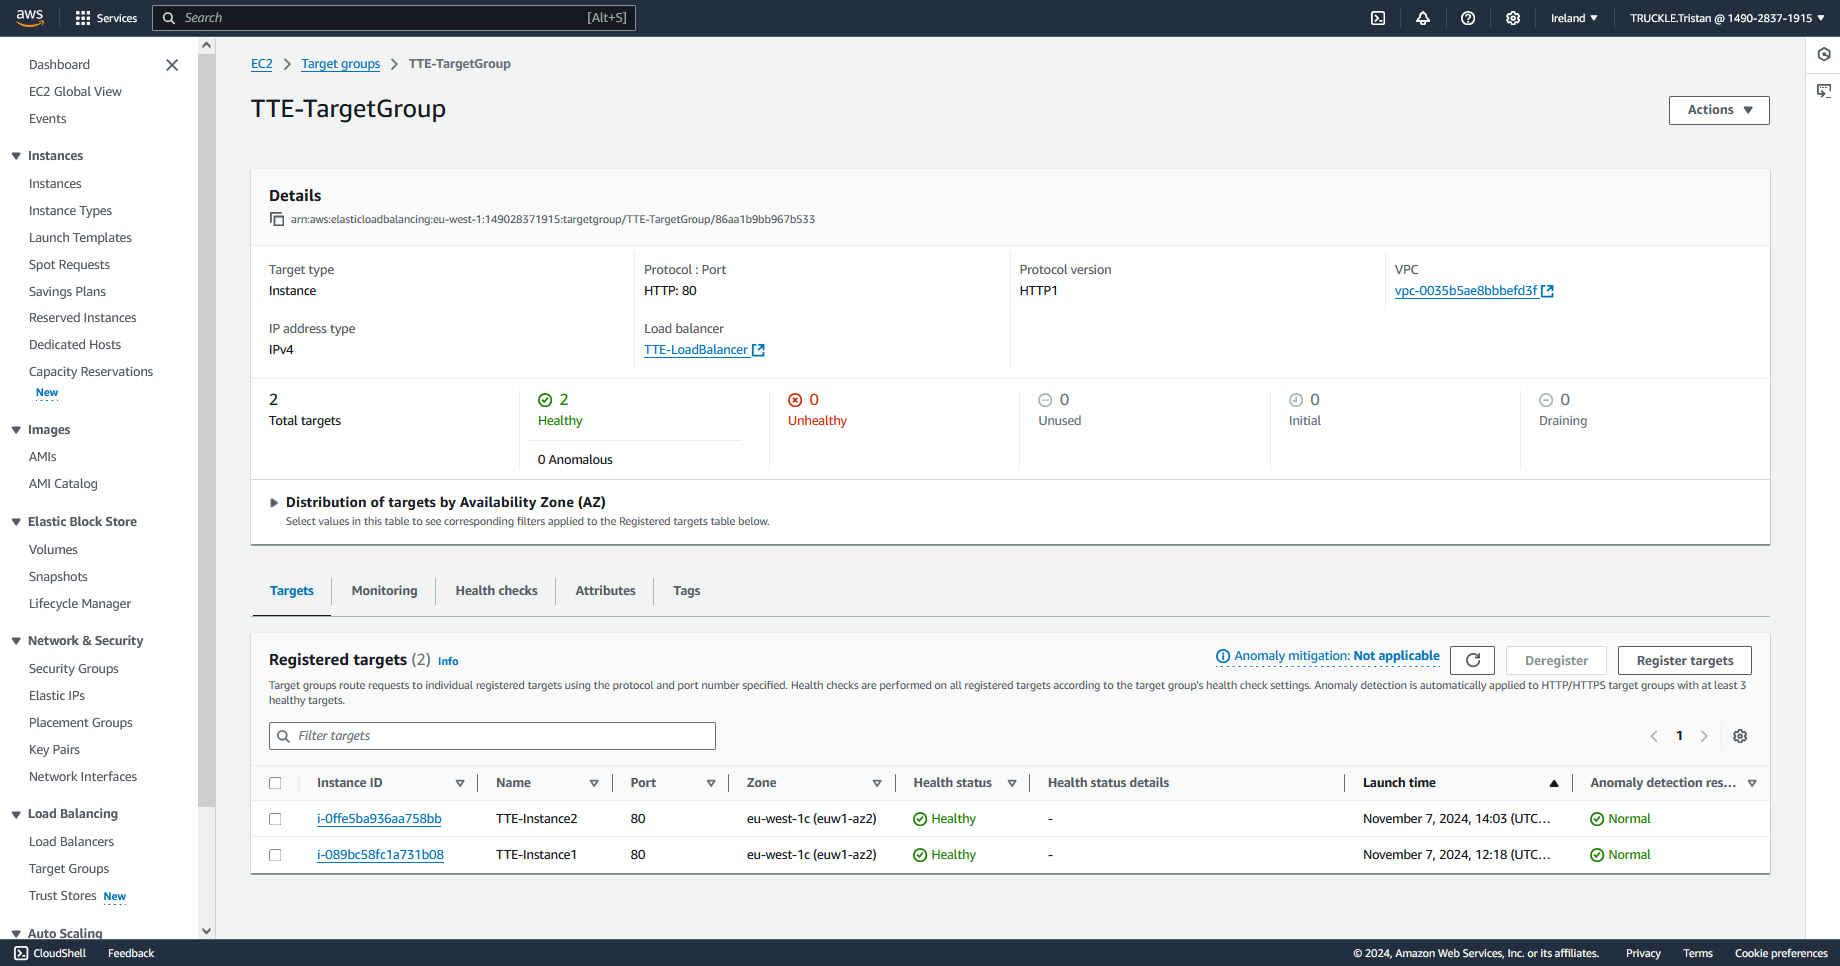 aws
Services
Search [Alt+S]
Ireland ▼
TRUCKLE.Tristan @ 1490-2837-1915 ▼
Dashboard
EC2 Global View
Events
Instances
Instances
Instance Types
Launch Templates
Spot Requests
Savings Plans
Reserved Instances
Dedicated Hosts
Capacity Reservations
New
Images
AMIs
AMI Catalog
Elastic Block Store
Volumes
Snapshots
Lifecycle Manager
Network & Security
Security Groups
Elastic IPs
Placement Groups
Key Pairs
Network Interfaces
Load Balancing
Load Balancers
Target Groups
Trust Stores New
Auto Scaling
EC2 > Target groups > TTE-TargetGroup
TTE-TargetGroup
Actions ▼
Details
arn:aws:elasticloadbalancing:eu-west-1:149028371915:targetgroup/TTE-TargetGroup/86aa1b9bb967b533
Target type
Instance
Protocol : Port
HTTP: 80
Protocol version
HTTP1
VPC
vpc-0035b5ae8bbbefd3f
IP address type
IPv4
Load balancer
TTE-LoadBalancer
2
Total targets
2
Healthy
0 Anomalous
0
Unhealthy
0
Unused
0
Initial
0
Draining
Distribution of targets by Availability Zone (AZ)
Select values in this table to see corresponding filters applied to the Registered targets table below.
Targets Monitoring Health checks Attributes Tags
Registered targets (2) Info
Anomaly mitigation: Not applicable
Deregister
Register targets
Target groups route requests to individual registered targets using the protocol and port number specified. Health checks are performed on all registered targets according to the target group's health check settings. Anomaly detection is automatically applied to HTTP/HTTPS target groups with at least 3
healthy targets.
Filter targets
1
Instance ID Name Port Zone Health status Health status details Launch time Anomaly detection res...
i-0ffe5ba936aa758bb TTE-Instance2 80 eu-west-1c (euw1-az2) Healthy - November 7, 2024, 14:03 (UTC... Normal
i-089bc58fc1a731b08 TTE-Instance1 80 eu-west-1c (euw1-az2) Healthy - November 7, 2024, 12:18 (UTC... Normal
CloudShell Feedback
© 2024, Amazon Web Services, Inc. or its affiliates. Privacy Terms Cookie preferences